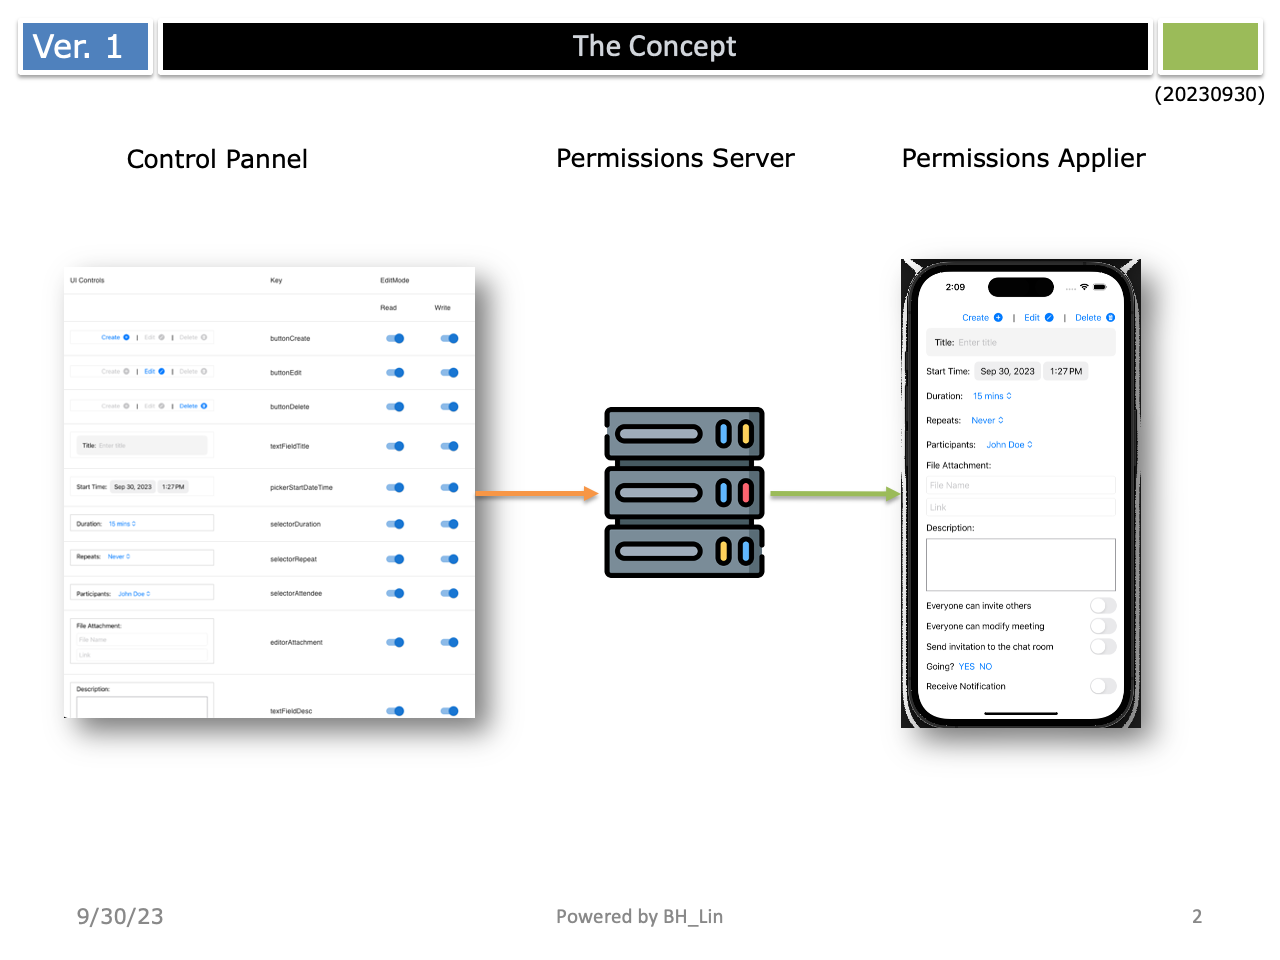 Ver. 1
The Concept
(20230930)
Control Pannel
Permissions Server
Permissions Applier
UI Controls Key EditMode
Read Write
Create | Edit | Delete buttonCreate
Create | Edit | Delete buttonEdit
Create | Edit | Delete buttonDelete
Title: Enter title textFieldTitle
Start Time: Sep 30, 2023 1:27 PM pickerStartDateTime
Duration: 15 mins selectorDuration
Repeats: Never selectorRepeat
Participants: John Doe selectorAttendee
File Attachment:
File Name
editorAttachment
Link
Description:
textFieldDesc
2:09
Create | Edit | Delete
Title: Enter title
Start Time: Sep 30, 2023 1:27 PM
Duration: 15 mins
Repeats: Never
Participants: John Doe
File Attachment:
File Name
Link
Description:
Everyone can invite others
Everyone can modify meeting
Send invitation to the chat room
Going? YES NO
Receive Notification
9/30/23
Powered by BH_Lin
2